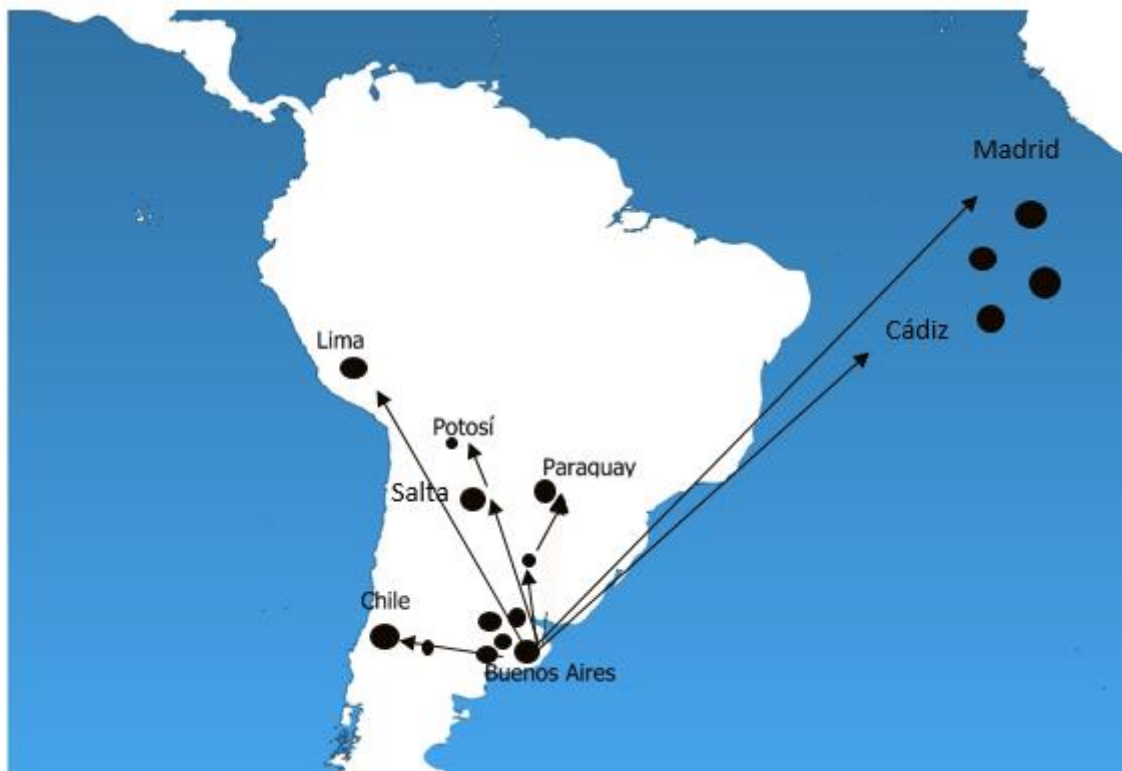 Madrid
Cádiz
Lima
Potosí
Paraquay
Salta
Chile
Buenos Aires